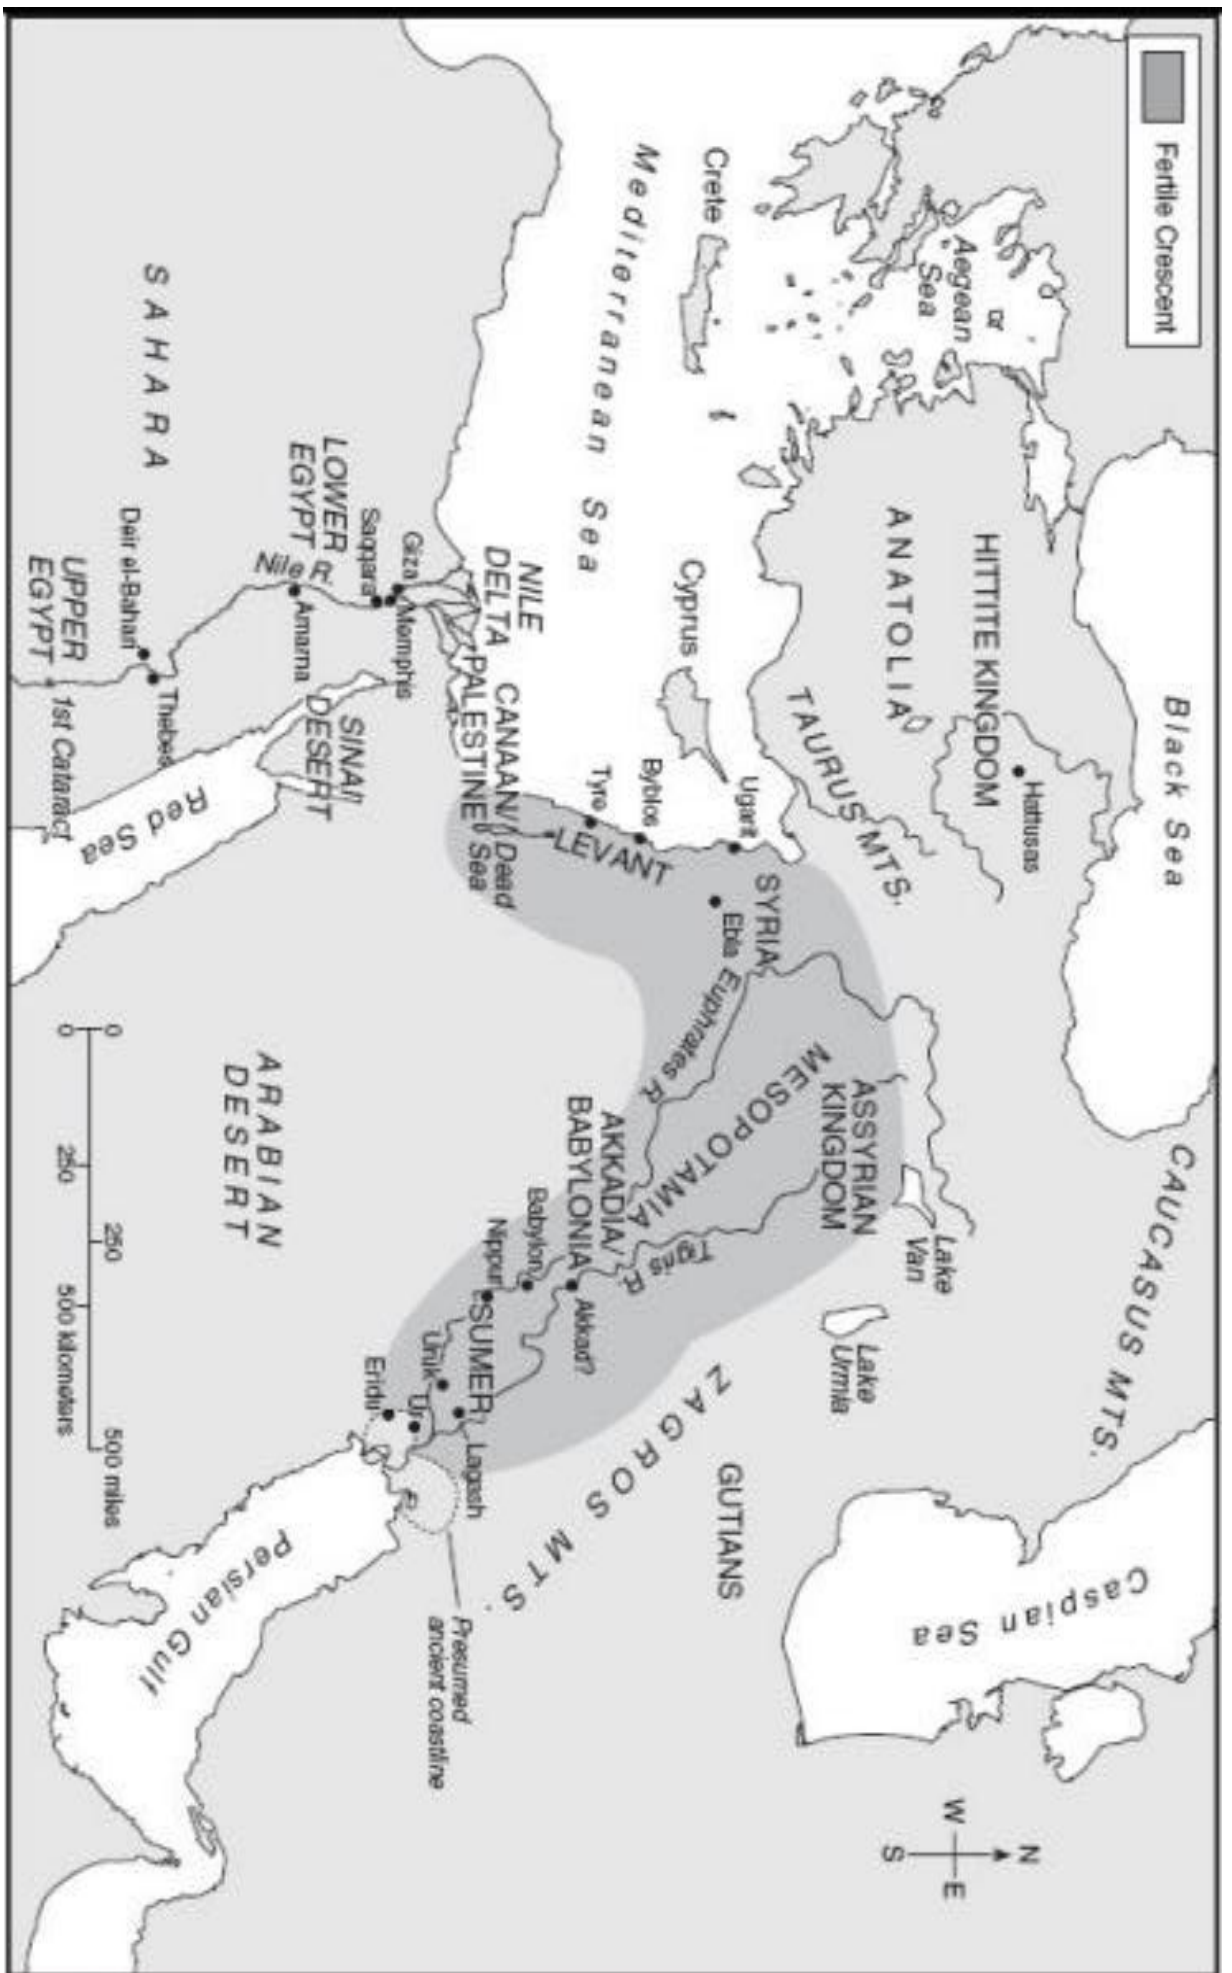 Fertile Crescent
Black Sea
CAUCASUS MTS.
Caspian Sea
Aegean
Sea
or
HITTITE KINGDOM
Hattusas
ANATOLIA
TAURUS MTS.
Lake
Van
Lake
Urmia
ASSYRIAN
KINGDOM
GUTIANS
ZAGROS MTS.
Crete
Mediterranean Sea
Cyprus
Ugarit
Byblos
Tyre
SYRIA
Ebla
LEVANT
Euphrates R.
MESOPOTAMIA
Tigris R.
AKKADIA/
BABYLONIA
Akkad?
Babylon
Nippur
SUMER
Uruk
Ur
Eridu
Lagash
Presumed
ancient coastline
CANAAN/
PALESTINE
Dead
Sea
NILE
DELTA
Giza
Saqqara
Memphis
LOWER
EGYPT
Nile R.
Amarna
SINAI
DESERT
SAHARA
Deir el-Bahari
Thebes
UPPER
EGYPT
1st Cataract
Red Sea
ARABIAN
DESERT
Persian Gulf
0 250 500 miles
0 250 500 kilometers
N
W E
S